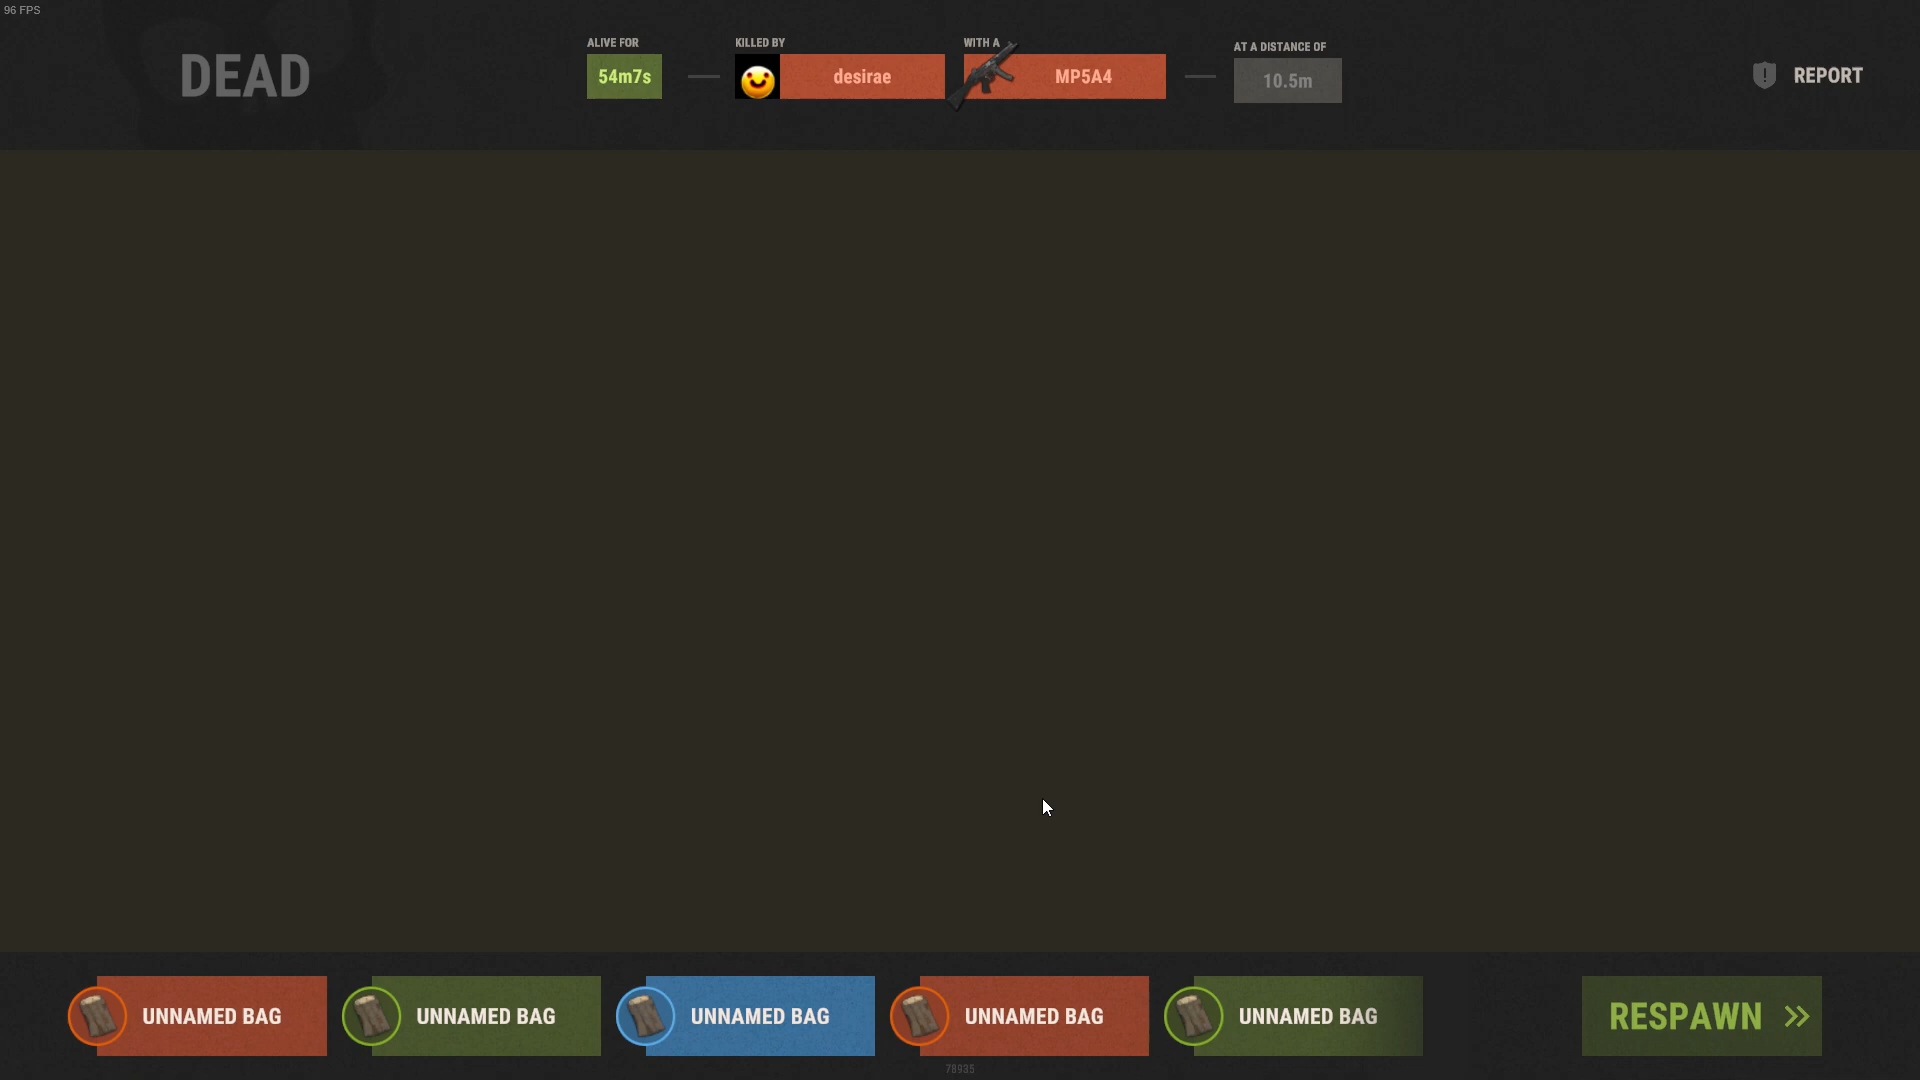 96 FPS
DEAD
ALIVE FOR
54m7s
KILLED BY
desirae
WITH A
MP5A4
AT A DISTANCE OF
10.5m
REPORT
UNNAMED BAG
UNNAMED BAG
UNNAMED BAG
UNNAMED BAG
UNNAMED BAG
RESPAWN
78935